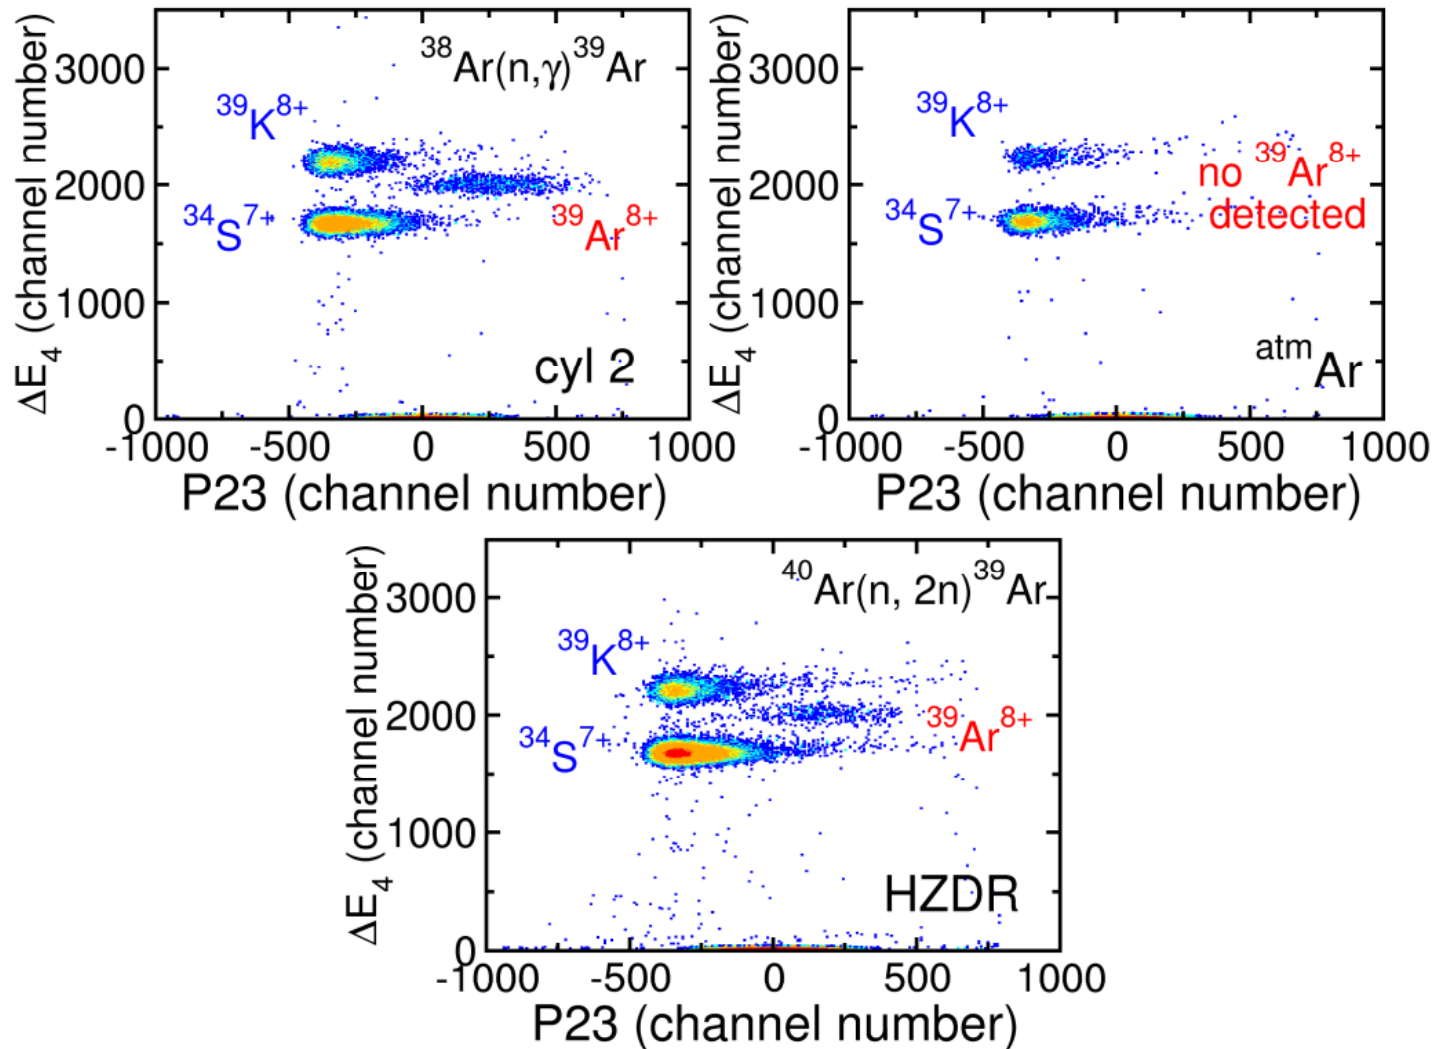 ΔE₄ (channel number)
3000
2000
1000
0
³⁸Ar(n,γ)³⁹Ar
³⁹K⁸⁺
³⁴S⁷⁺
³⁹Ar⁸⁺
cyl 2
-1000 -500 0 500 1000
P23 (channel number)
ΔE₄ (channel number)
3000
2000
1000
0
³⁹K⁸⁺
³⁴S⁷⁺
no ³⁹Ar⁸⁺
detected
ᵃᵗᵐAr
-1000 -500 0 500 1000
P23 (channel number)
ΔE₄ (channel number)
3000
2000
1000
0
⁴⁰Ar(n, 2n)³⁹Ar
³⁹K⁸⁺
³⁴S⁷⁺
³⁹Ar⁸⁺
HZDR
-1000 -500 0 500 1000
P23 (channel number)